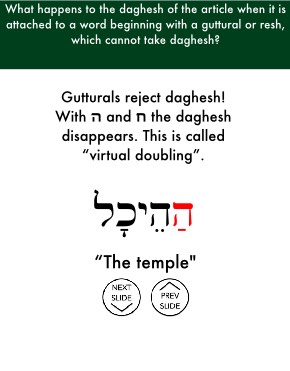 What happens to the daghesh of the article when it is
attached to a word beginning with a guttural or resh,
which cannot take daghesh?
Gutturals reject daghesh!
With ה and ח the daghesh
disappears. This is called
“virtual doubling”.
הַהֵיכָל
“The temple"
NEXT
SLIDE
PREV
SLIDE